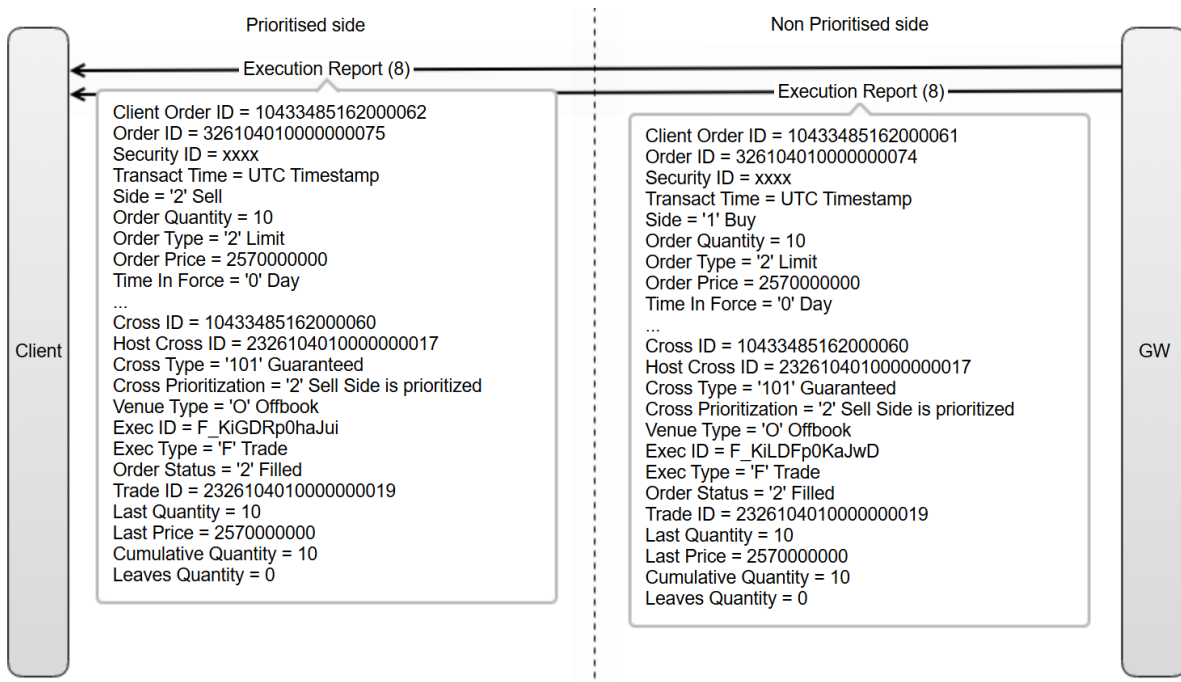 Prioritised side
Non Prioritised side
Execution Report (8)
Execution Report (8)
Client
Client Order ID = 10433485162000062
Order ID = 326104010000000075
Security ID = xxxx
Transact Time = UTC Timestamp
Side = '2' Sell
Order Quantity = 10
Order Type = '2' Limit
Order Price = 2570000000
Time In Force = '0' Day
...
Cross ID = 10433485162000060
Host Cross ID = 2326104010000000017
Cross Type = '101' Guaranteed
Cross Prioritization = '2' Sell Side is prioritized
Venue Type = 'O' Offbook
Exec ID = F_KiGDRp0haJui
Exec Type = 'F' Trade
Order Status = '2' Filled
Trade ID = 2326104010000000019
Last Quantity = 10
Last Price = 2570000000
Cumulative Quantity = 10
Leaves Quantity = 0
Client Order ID = 10433485162000061
Order ID = 326104010000000074
Security ID = xxxx
Transact Time = UTC Timestamp
Side = '1' Buy
Order Quantity = 10
Order Type = '2' Limit
Order Price = 2570000000
Time In Force = '0' Day
...
Cross ID = 10433485162000060
Host Cross ID = 2326104010000000017
Cross Type = '101' Guaranteed
Cross Prioritization = '2' Sell Side is prioritized
Venue Type = 'O' Offbook
Exec ID = F_KiLDFp0KaJwD
Exec Type = 'F' Trade
Order Status = '2' Filled
Trade ID = 2326104010000000019
Last Quantity = 10
Last Price = 2570000000
Cumulative Quantity = 10
Leaves Quantity = 0
GW